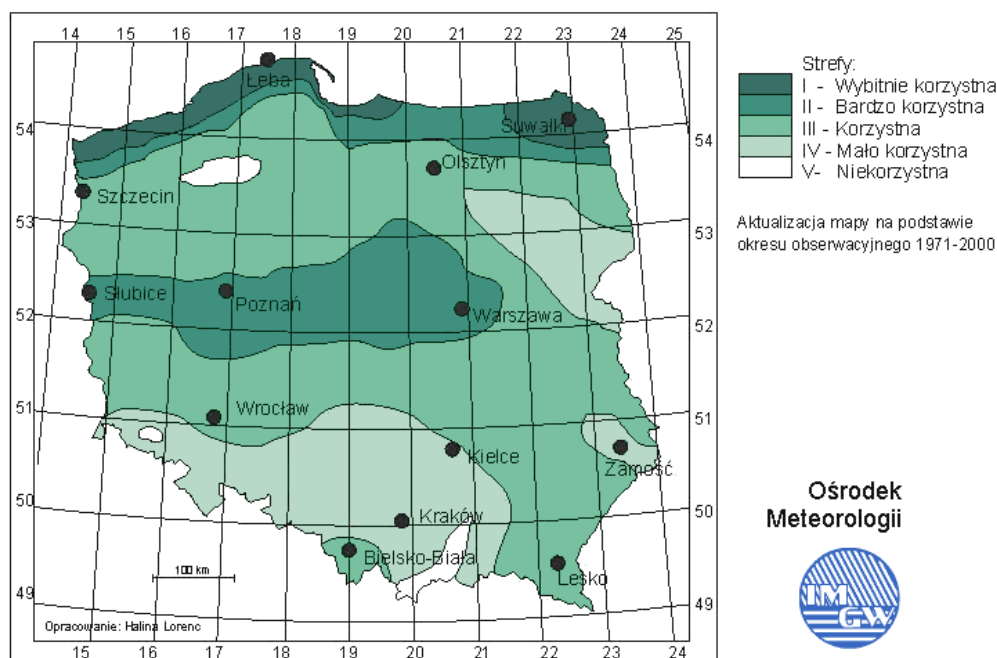 14 15 16 17 18 19 20 21 22 23 24 25
Łeba
54
Suwałki
54
Olsztyn
Szczecin
53
53
Słubice
Poznań
Warszawa
52
52
51
Wrocław
51
Kielce
Zamość
50
Kraków
50
Bielsko-Biała
Lesko
100 km
49
49
Opracowanie: Halina Lorenc
15 16 17 18 19 20 21 22 23 24
Strefy:
I - Wybitnie korzystna
II - Bardzo korzystna
III - Korzystna
IV - Mało korzystna
V- Niekorzystna
Aktualizacja mapy na podstawie
okresu obserwacyjnego 1971-2000
Ośrodek
Meteorologii
IM
GW